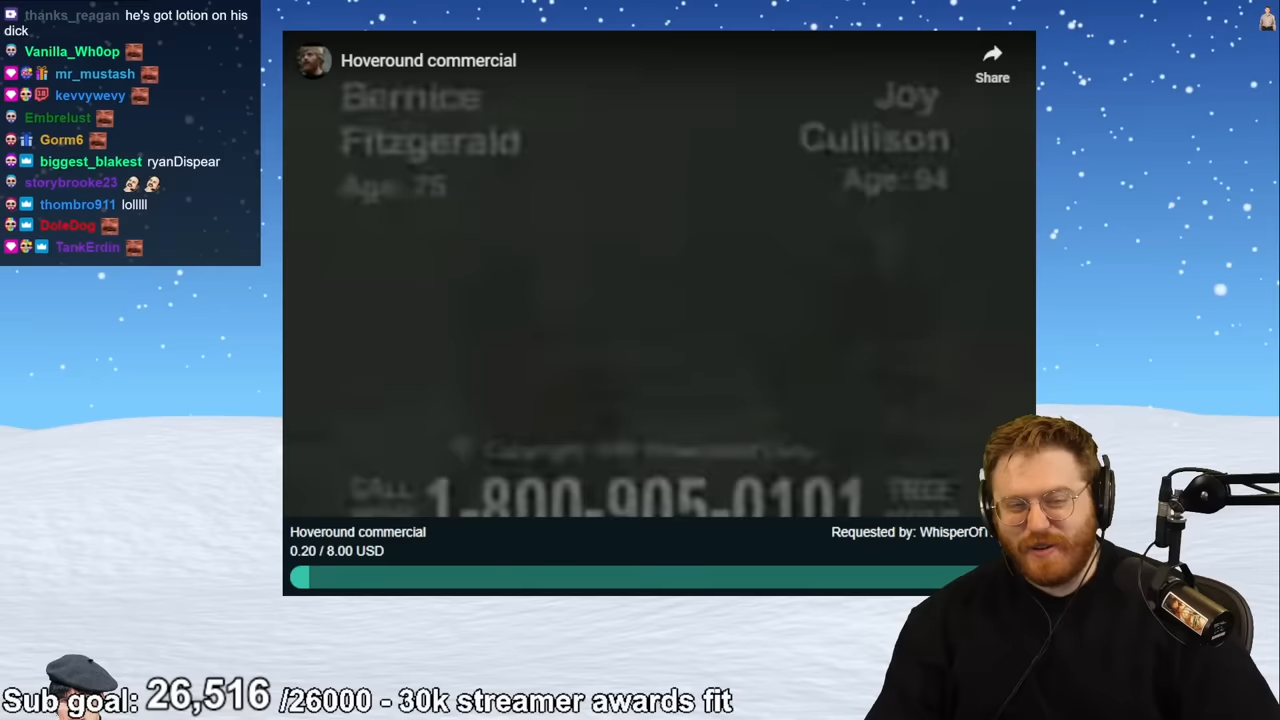 thanks_reagan he's got lotion on his
dick
Vanilla_Wh0op
mr_mustash
kevvywevy
Embrelust
Gorm6
biggest_blakest ryanDispear
storybrooke23
thombro911 lolllll
DoleDog
TankErdin
Hoveround commercial
Share
Bernice
Fitzgerald
Age: 75
Joy
Cullison
Age: 94
CALL
1-800-905-0101
Hoveround commercial
Requested by: WhisperOf
0.20 / 8.00 USD
Sub goal: 26,516 /26000 - 30k streamer awards fit